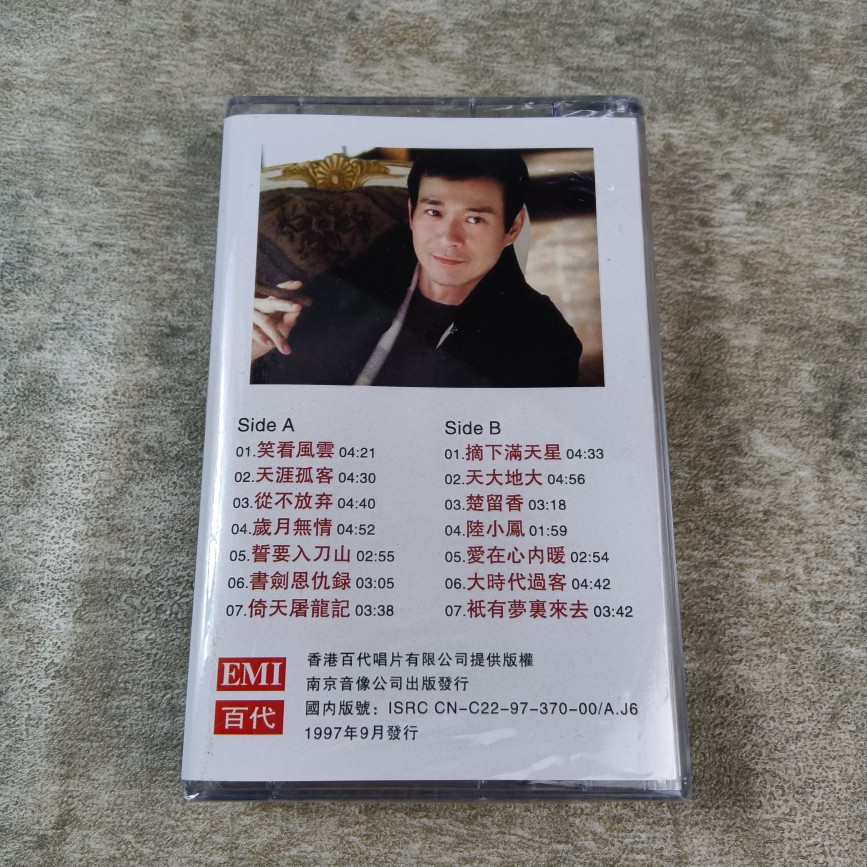 Side A
01.笑看風雲 04:21
02.天涯孤客 04:30
03.從不放弃 04:40
04.歲月無情 04:52
05.誓要入刀山 02:55
06.書劍恩仇録 03:05
07.倚天屠龍記 03:38
Side B
01.摘下滿天星 04:33
02.天大地大 04:56
03.楚留香 03:18
04.陸小鳳 01:59
05.愛在心内暖 02:54
06.大時代過客 04:42
07.衹有夢裏來去 03:42
EMI
百代
香港百代唱片有限公司提供版權
南京音像公司出版發行
國内版號：ISRC CN-C22-97-370-00/A.J6
1997年9月發行